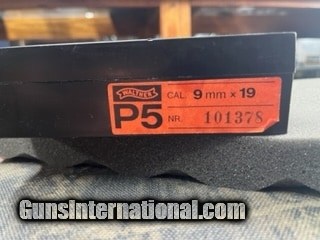 WALTHER
CAL. 9 mm × 19
P5
NR. 101378
GunsInternational.com